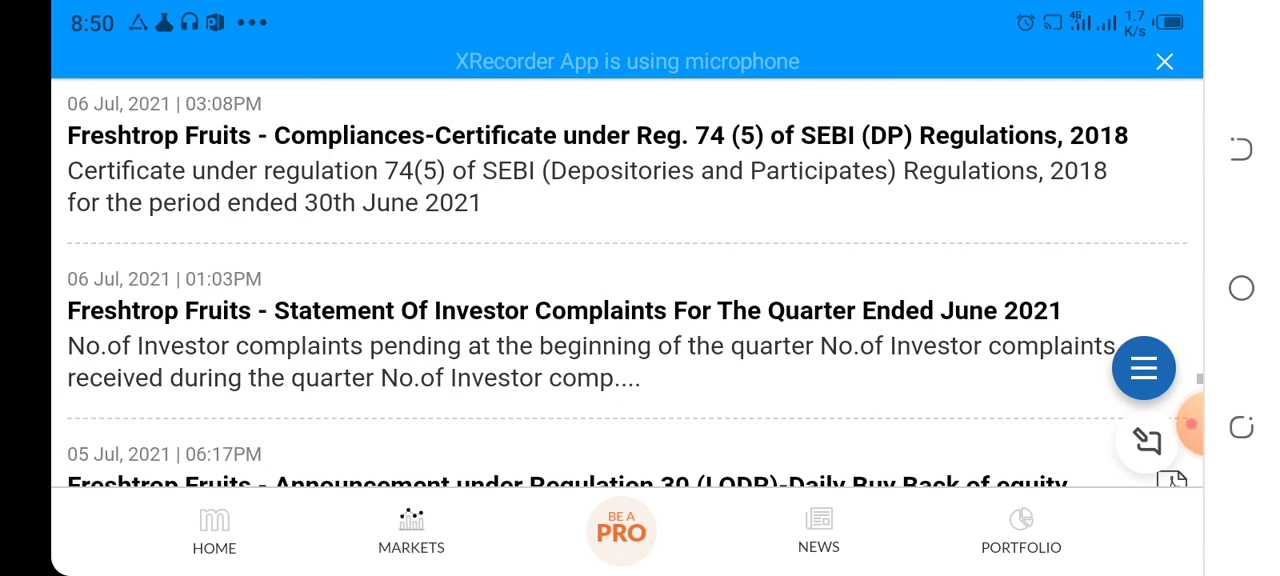 8:50
4G
1.7
K/s
XRecorder App is using microphone
06 Jul, 2021 | 03:08PM
Freshtrop Fruits - Compliances-Certificate under Reg. 74 (5) of SEBI (DP) Regulations, 2018
Certificate under regulation 74(5) of SEBI (Depositories and Participates) Regulations, 2018
for the period ended 30th June 2021
06 Jul, 2021 | 01:03PM
Freshtrop Fruits - Statement Of Investor Complaints For The Quarter Ended June 2021
No.of Investor complaints pending at the beginning of the quarter No.of Investor complaints
received during the quarter No.of Investor comp....
05 Jul, 2021 | 06:17PM
Freshtrop Fruits - Announcement under Regulation 30 (LODR)-Daily Buy Back of equity
HOME
MARKETS
BE A
PRO
NEWS
PORTFOLIO